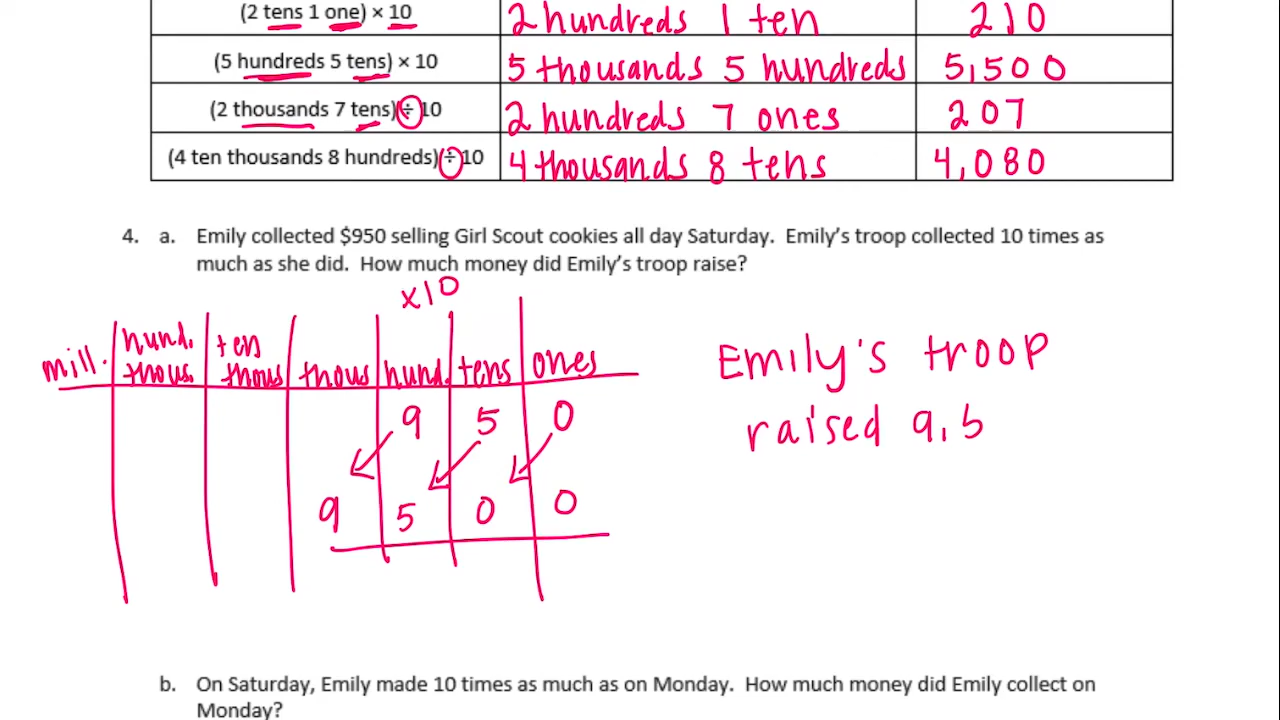 (2 tens 1 one) × 10 2 hundreds 1 ten 210
(5 hundreds 5 tens) × 10 5 thousands 5 hundreds 5,500
(2 thousands 7 tens) ÷ 10 2 hundreds 7 ones 207
(4 ten thousands 8 hundreds) ÷ 10 4 thousands 8 tens 4,080
4. a. Emily collected $950 selling Girl Scout cookies all day Saturday. Emily's troop collected 10 times as
much as she did. How much money did Emily's troop raise?
x10
mill. hund. thous. ten thous thous hund. tens ones
9 5 0
9 5 0 0
Emily's troop
raised 9,5
b. On Saturday, Emily made 10 times as much as on Monday. How much money did Emily collect on
Monday?